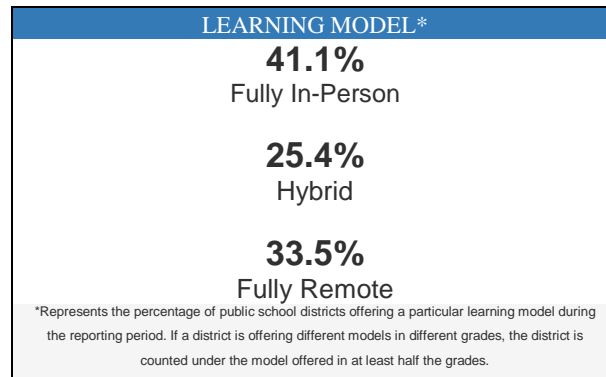 LEARNING MODEL*
41.1%
Fully In-Person
25.4%
Hybrid
33.5%
Fully Remote
*Represents the percentage of public school districts offering a particular learning model during
the reporting period. If a district is offering different models in different grades, the district is
counted under the model offered in at least half the grades.